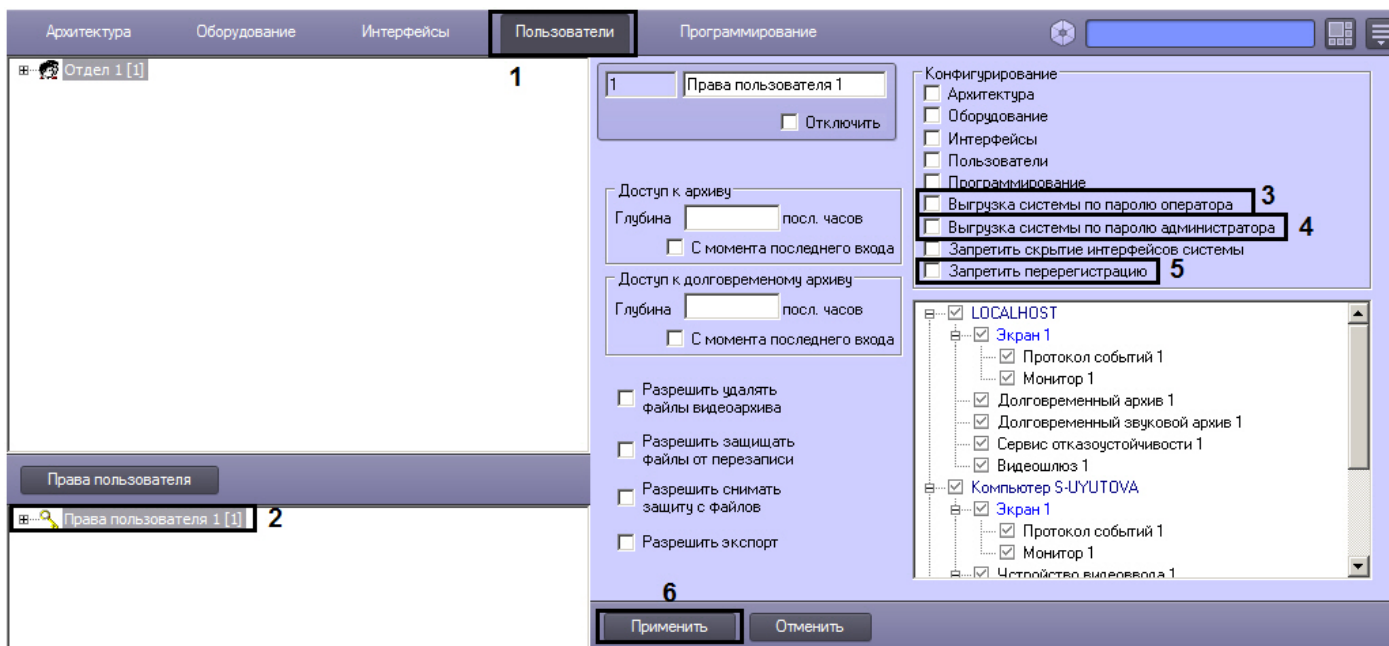 Архитектура Оборудование Интерфейсы Пользователи Программирование
1
Отдел 1 [1]
Права пользователя
Права пользователя 1 [1]
2
1 Права пользователя 1
Отключить
Доступ к архиву
Глубина посл. часов
С момента последнего входа
Доступ к долговременому архиву
Глубина посл. часов
С момента последнего входа
Разрешить удалять
файлы видеоархива
Разрешить защищать
файлы от перезаписи
Разрешить снимать
защиту с файлов
Разрешить экспорт
Конфигурирование
Архитектура
Оборудование
Интерфейсы
Пользователи
Программирование
Выгрузка системы по паролю оператора 3
Выгрузка системы по паролю администратора 4
Запретить скрытие интерфейсов системы
Запретить перерегистрацию 5
LOCALHOST
Экран 1
Протокол событий 1
Монитор 1
Долговременный архив 1
Долговременный звуковой архив 1
Сервис отказоустойчивости 1
Видеошлюз 1
Компьютер S-UYUTOVA
Экран 1
Протокол событий 1
Монитор 1
Устройство видеоввода 1
6
Применить Отменить